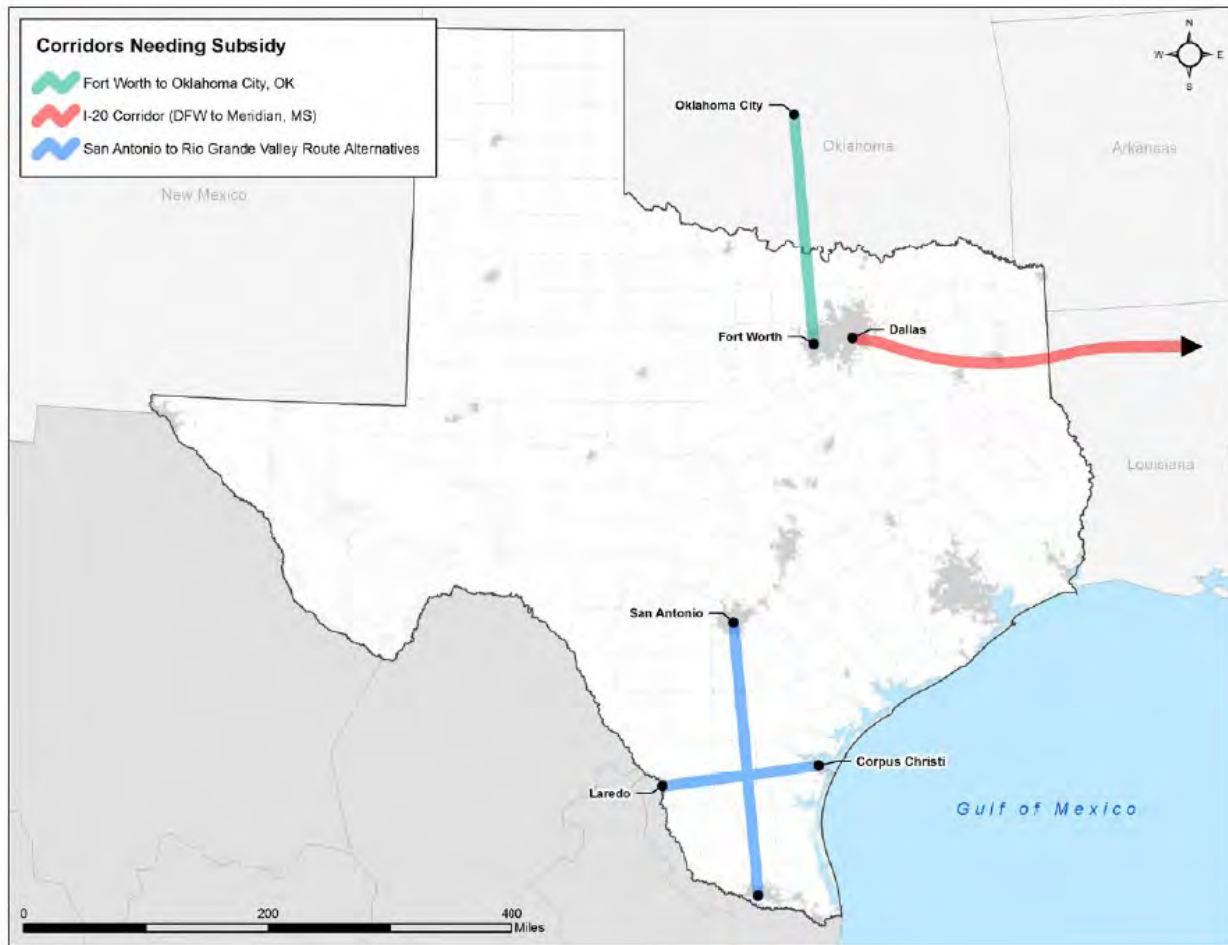 Corridors Needing Subsidy
Fort Worth to Oklahoma City, OK
I-20 Corridor (DFW to Meridian, MS)
San Antonio to Rio Grande Valley Route Alternatives
N
W E
S
Oklahoma City
Oklahoma
Arkansas
New Mexico
Fort Worth
Dallas
Louisiana
San Antonio
Corpus Christi
Laredo
Gulf of Mexico
0 200 400
Miles